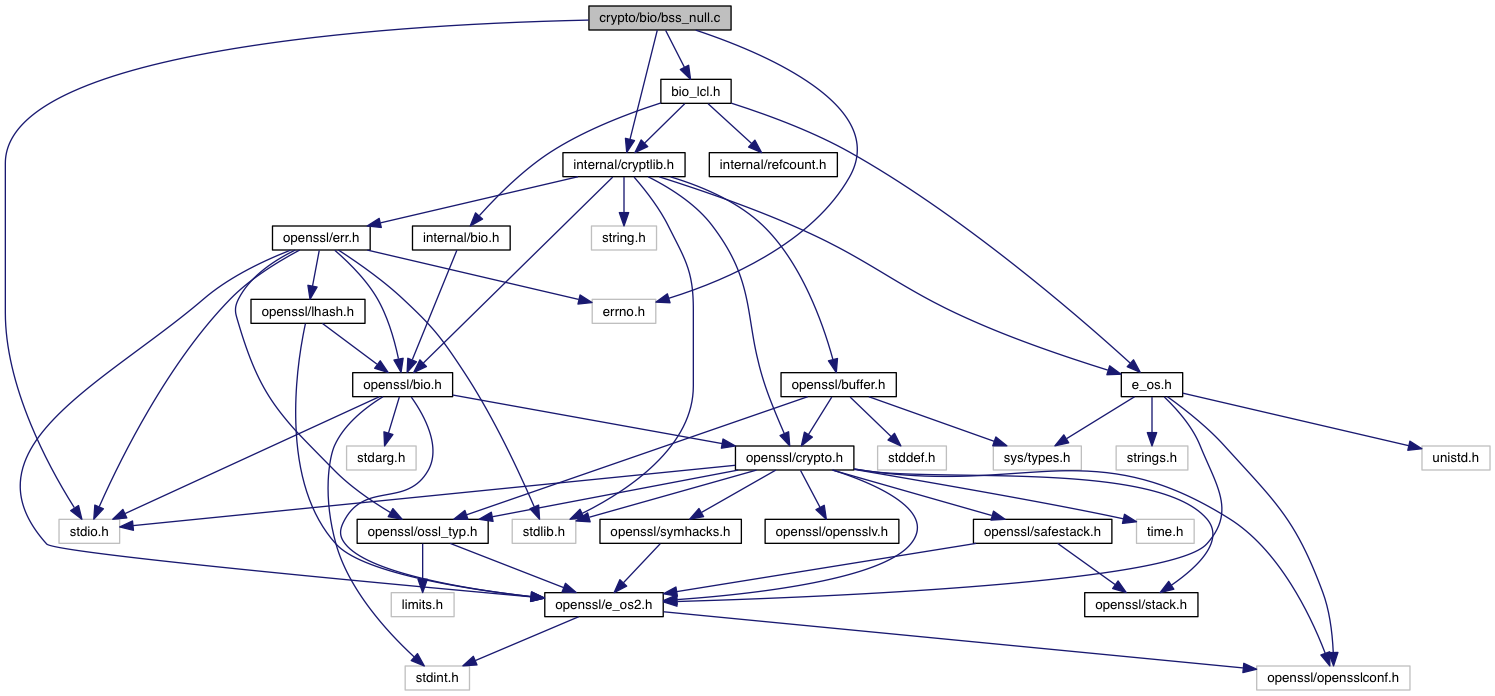 crypto/bio/bss_null.c
bio_lcl.h
internal/cryptlib.h
internal/refcount.h
openssl/err.h
internal/bio.h
string.h
openssl/lhash.h
errno.h
openssl/bio.h
openssl/buffer.h
e_os.h
stdarg.h
openssl/crypto.h
stddef.h
sys/types.h
strings.h
unistd.h
stdio.h
openssl/ossl_typ.h
stdlib.h
openssl/symhacks.h
openssl/opensslv.h
openssl/safestack.h
time.h
limits.h
openssl/e_os2.h
openssl/stack.h
stdint.h
openssl/opensslconf.h